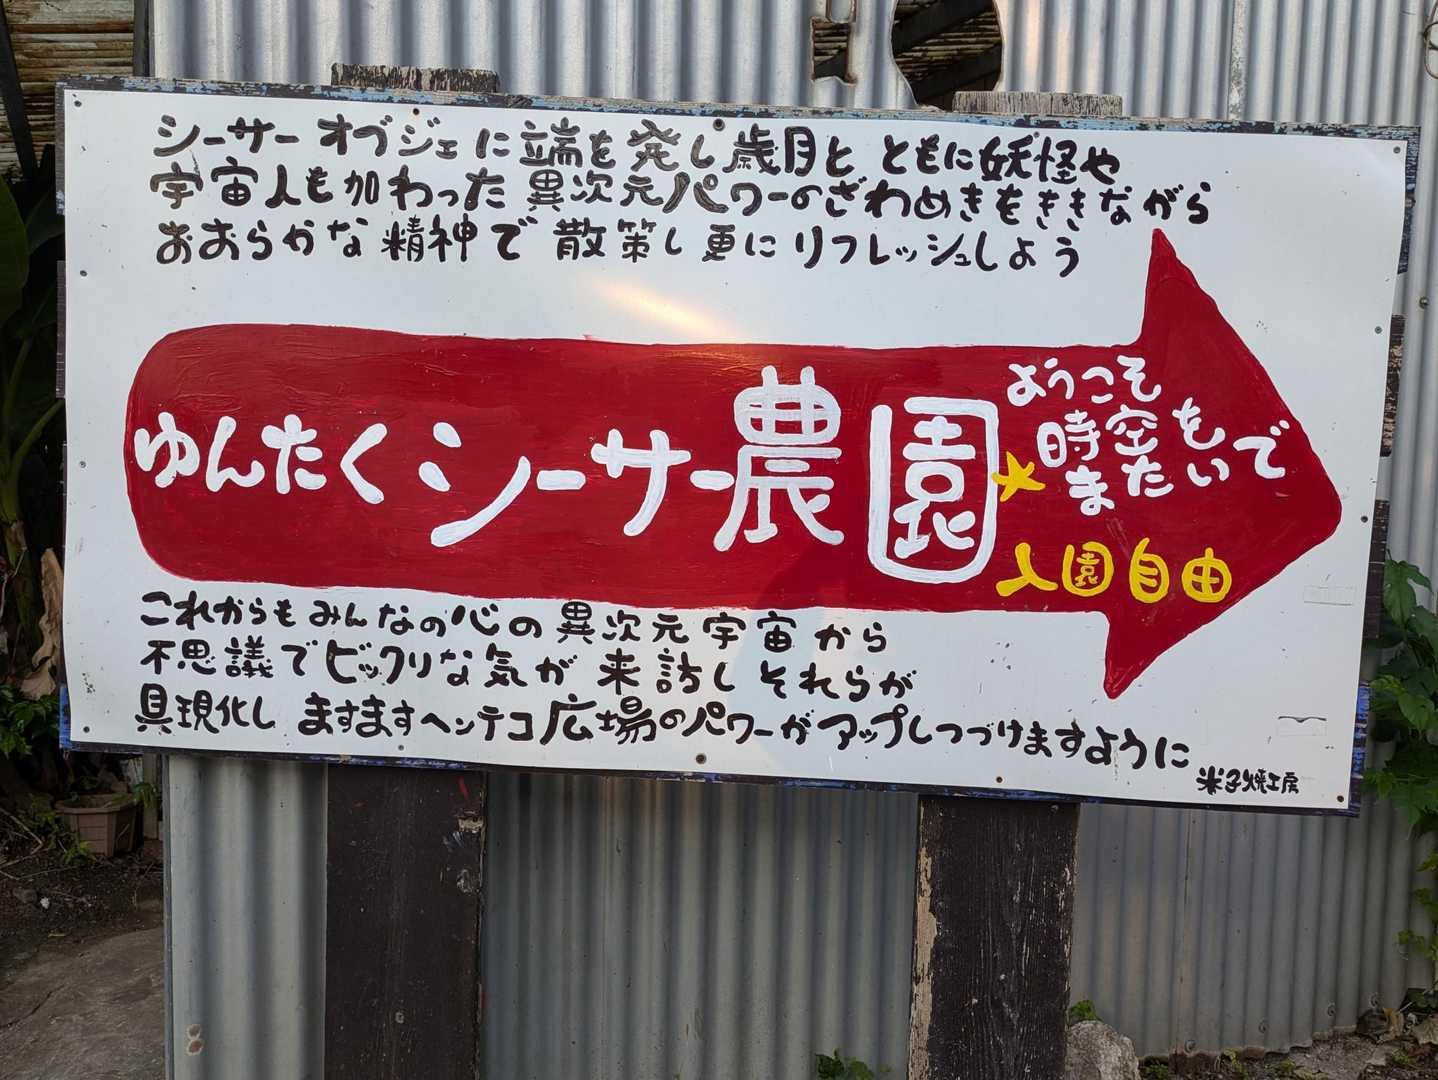 シーサーオブジェに端を発し歳月と ともに妖怪や
宇宙人も加わった異次元パワーのざわめきをききながら
おおらかな精神で散策し更にリフレッシュしよう
ゆんたくシーサー農園
ようこそ
時空を
またいで
入園自由
これからもみんなの心の異次元宇宙から
不思議でビックリな気が来訪しそれらが
具現化しますますヘンテコ広場のパワーがアップしつづけますように
米子焼工房